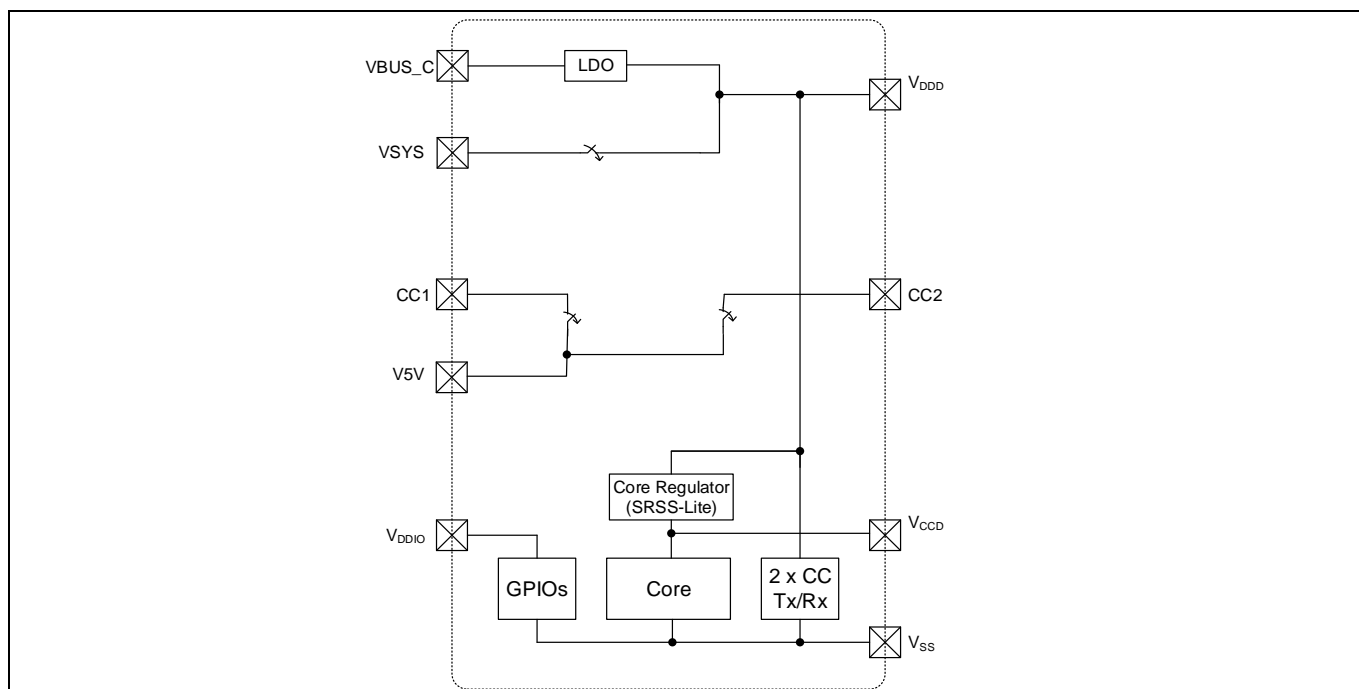 VBUS_C
LDO
VDDD
VSYS
CC1
CC2
V5V
Core Regulator
(SRSS-Lite)
VDDIO
VCCD
GPIOs
Core
2 x CC
Tx/Rx
VSS